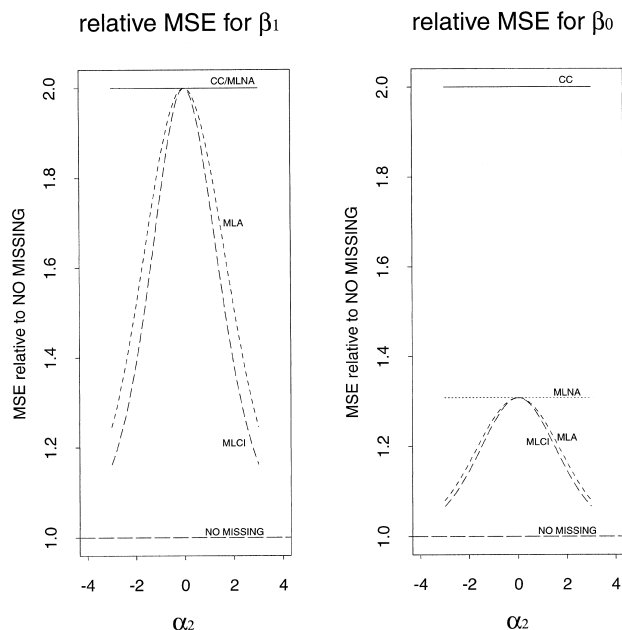 relative MSE for β1
MSE relative to NO MISSING
2.0
1.8
1.6
1.4
1.2
1.0
CC/MLNA
MLA
MLCI
NO MISSING
-4
-2
0
2
4
α2
relative MSE for β0
MSE relative to NO MISSING
2.0
1.8
1.6
1.4
1.2
1.0
CC
MLNA
MLCI
MLA
NO MISSING
-4
-2
0
2
4
α2